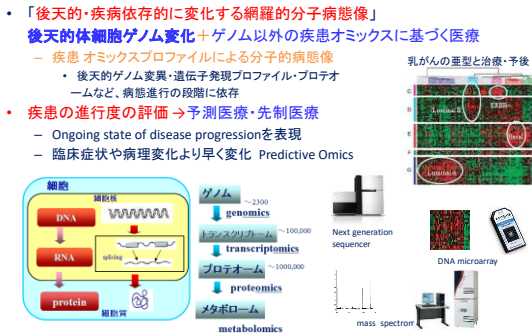 • 「後天的・疾病依存的に変化する網羅的分子病態像」
後天的体細胞ゲノム変化＋ゲノム以外の疾患オミックスに基づく医療
– 疾患オミックスプロファイルによる分子的病態像
• 後天的ゲノム変異・遺伝子発現プロファイル・プロテオ
ームなど、病態進行の段階に依存
• 疾患の進行度の評価→予測医療・先制医療
– Ongoing state of disease progressionを表現
– 臨床症状や病理変化より早く変化 Predictive Omics
乳がんの亜型と治療・予後
C
D
E
F
G
Luminal B
ERBB+
Basal
Luminal A
細胞
細胞核
DNA
RNA
splicing
protein
細胞質
ゲノム
～2300
genomics
トランスクリプトーム
～100,000
transcriptomics
プロテオーム
～1000,000
proteomics
メタボローム
metabolomics
Next generation
sequencer
DNA microarray
mass spectrom